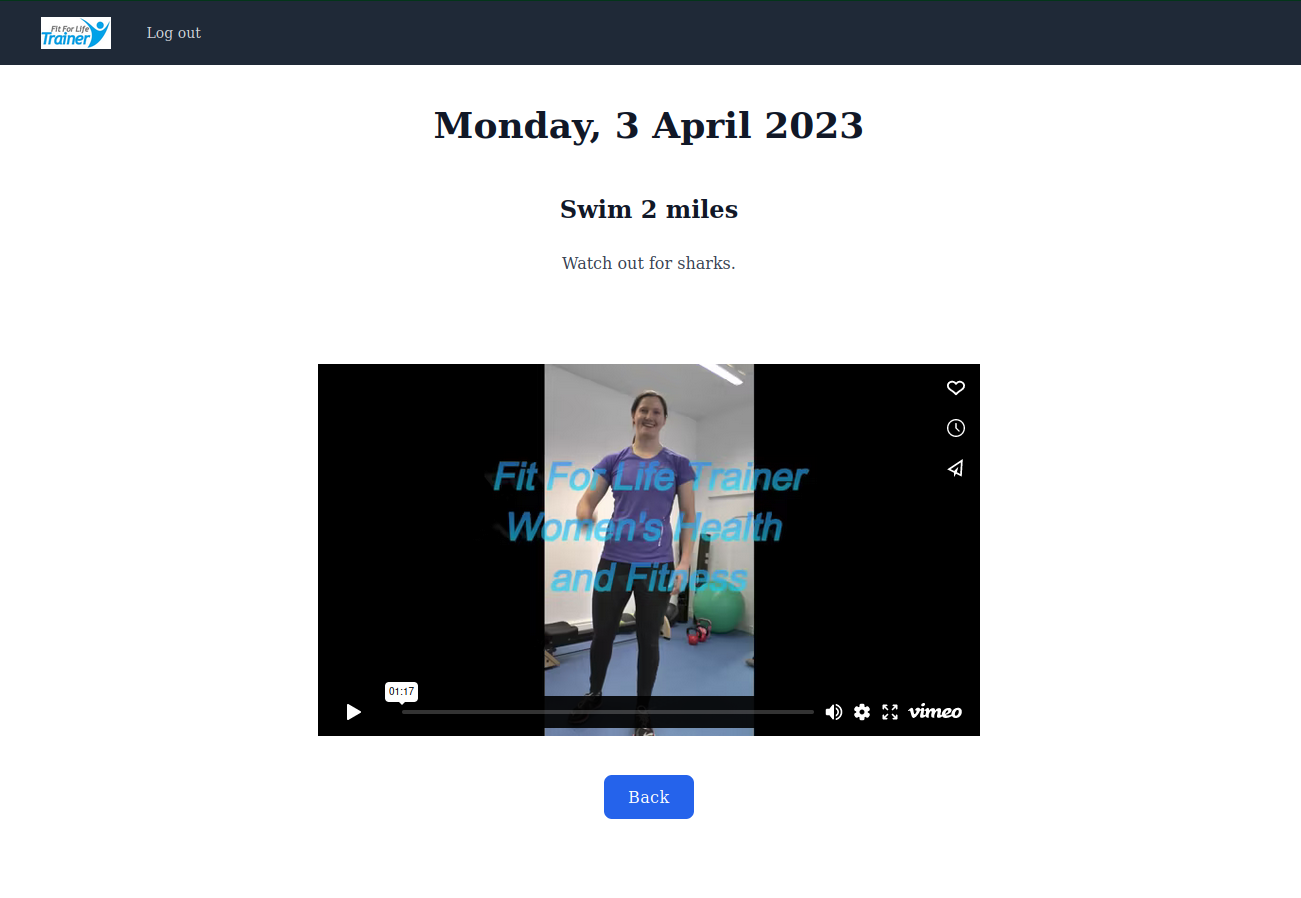 Fit For Life
Trainer
Log out
Monday, 3 April 2023
Swim 2 miles
Watch out for sharks.
Fit For Life Trainer
Women's Health
and Fitness
01:17
vimeo
Back